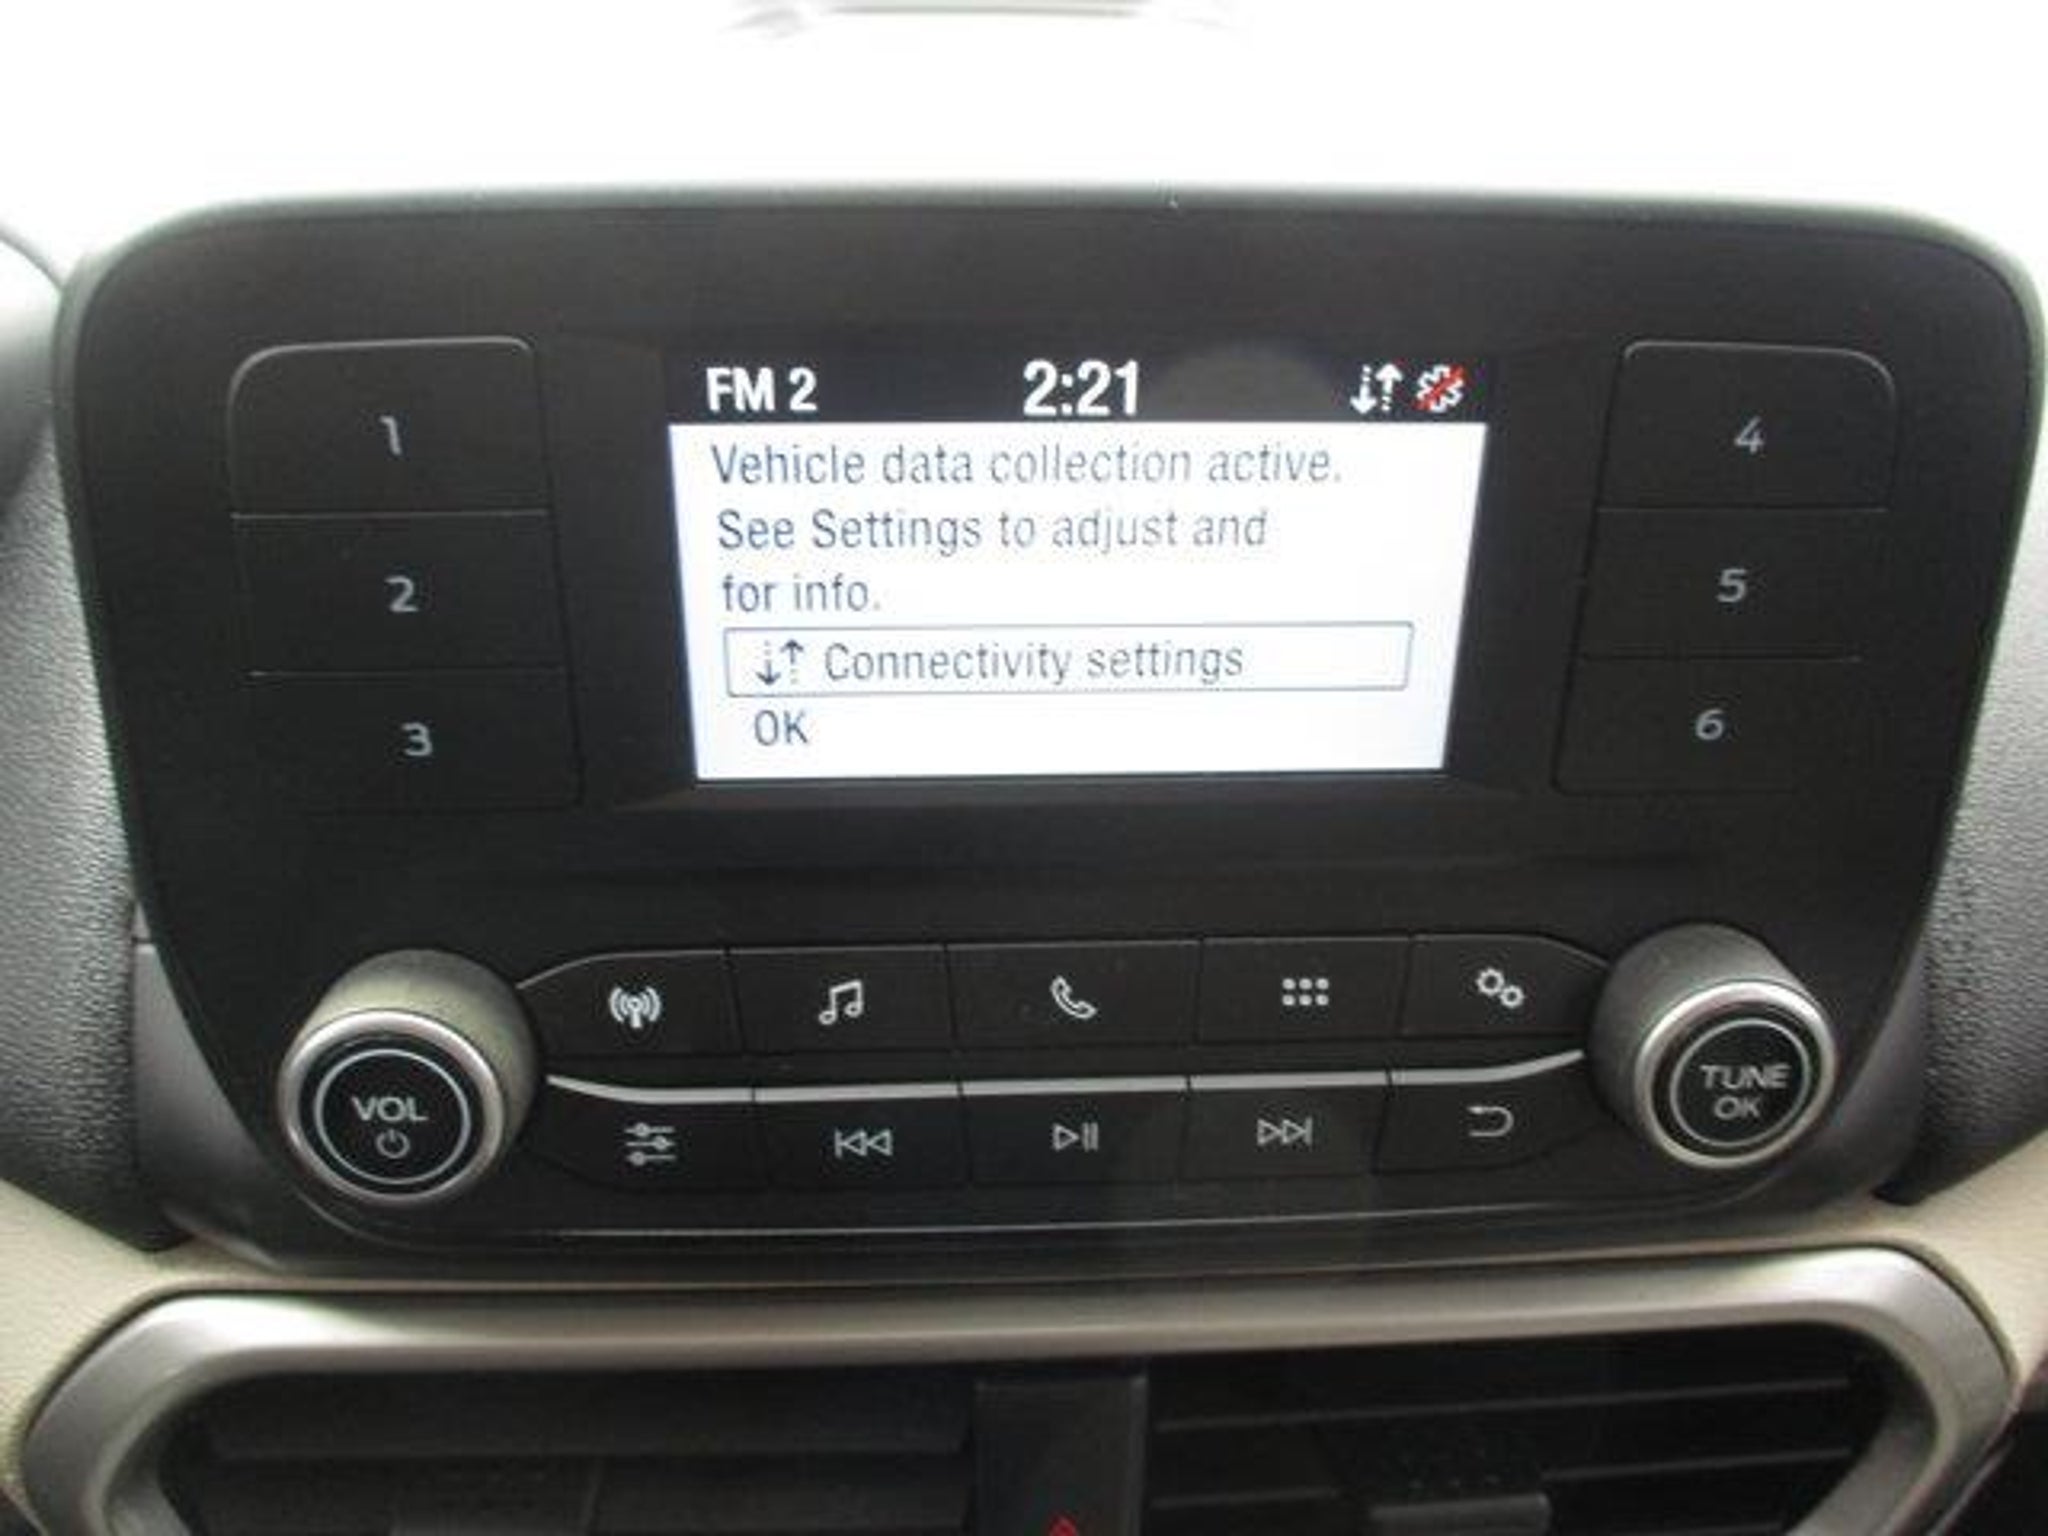 FM 2 2:21
Vehicle data collection active.
See Settings to adjust and
for info.
Connectivity settings
OK
1
2
3
4
5
6
VOL
TUNE
OK